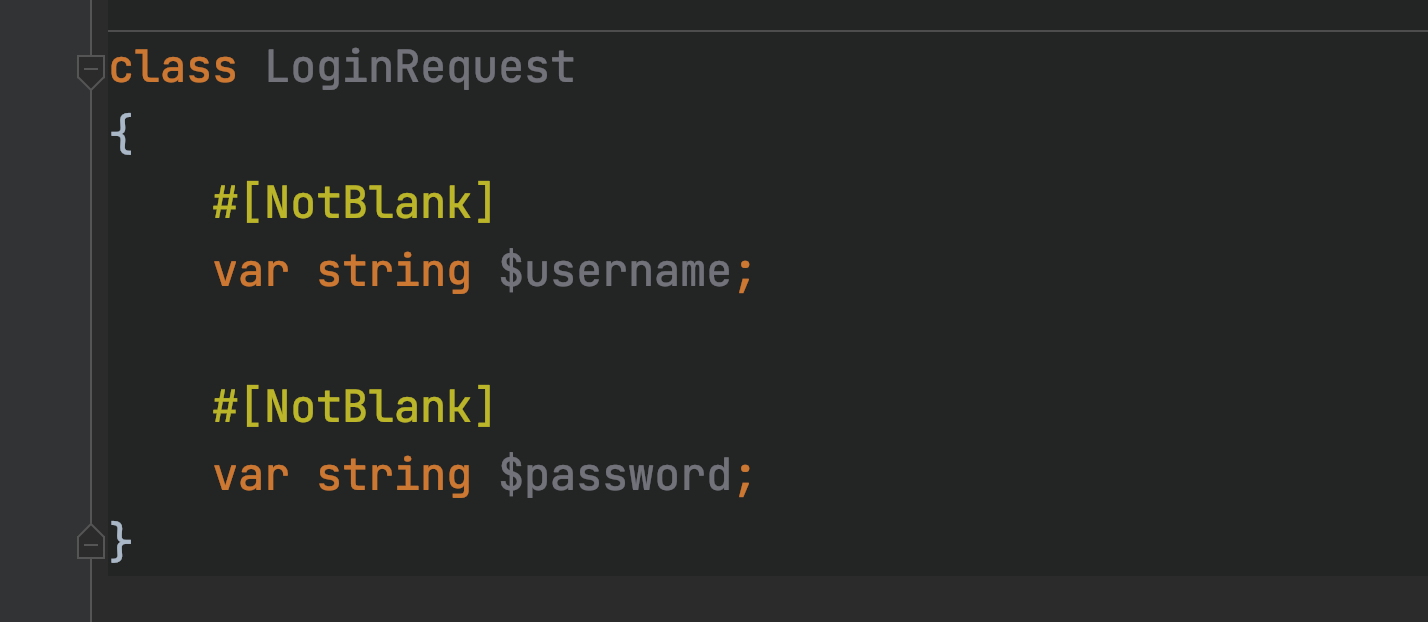 class LoginRequest
{
    #[NotBlank]
    var string $username;

    #[NotBlank]
    var string $password;
}